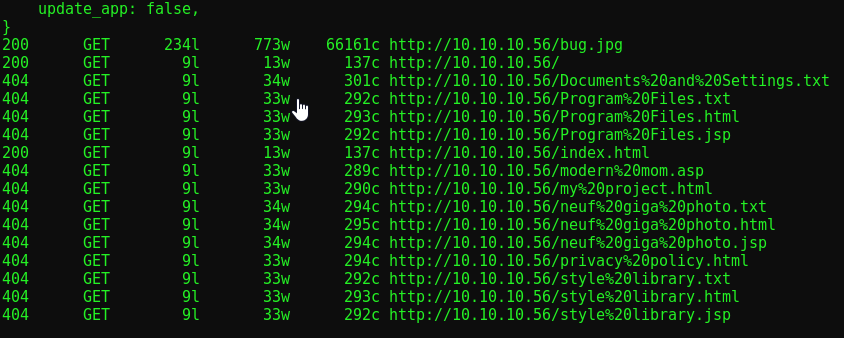 update_app: false,
}
200 GET 234l 773w 66161c http://10.10.10.56/bug.jpg
200 GET 9l 13w 137c http://10.10.10.56/
404 GET 9l 34w 301c http://10.10.10.56/Documents%20and%20Settings.txt
404 GET 9l 33w 292c http://10.10.10.56/Program%20Files.txt
404 GET 9l 33w 293c http://10.10.10.56/Program%20Files.html
404 GET 9l 33w 292c http://10.10.10.56/Program%20Files.jsp
200 GET 9l 13w 137c http://10.10.10.56/index.html
404 GET 9l 33w 289c http://10.10.10.56/modern%20mom.asp
404 GET 9l 33w 290c http://10.10.10.56/my%20project.html
404 GET 9l 34w 294c http://10.10.10.56/neuf%20giga%20photo.txt
404 GET 9l 34w 295c http://10.10.10.56/neuf%20giga%20photo.html
404 GET 9l 34w 294c http://10.10.10.56/neuf%20giga%20photo.jsp
404 GET 9l 33w 294c http://10.10.10.56/privacy%20policy.html
404 GET 9l 33w 292c http://10.10.10.56/style%20library.txt
404 GET 9l 33w 293c http://10.10.10.56/style%20library.html
404 GET 9l 33w 292c http://10.10.10.56/style%20library.jsp